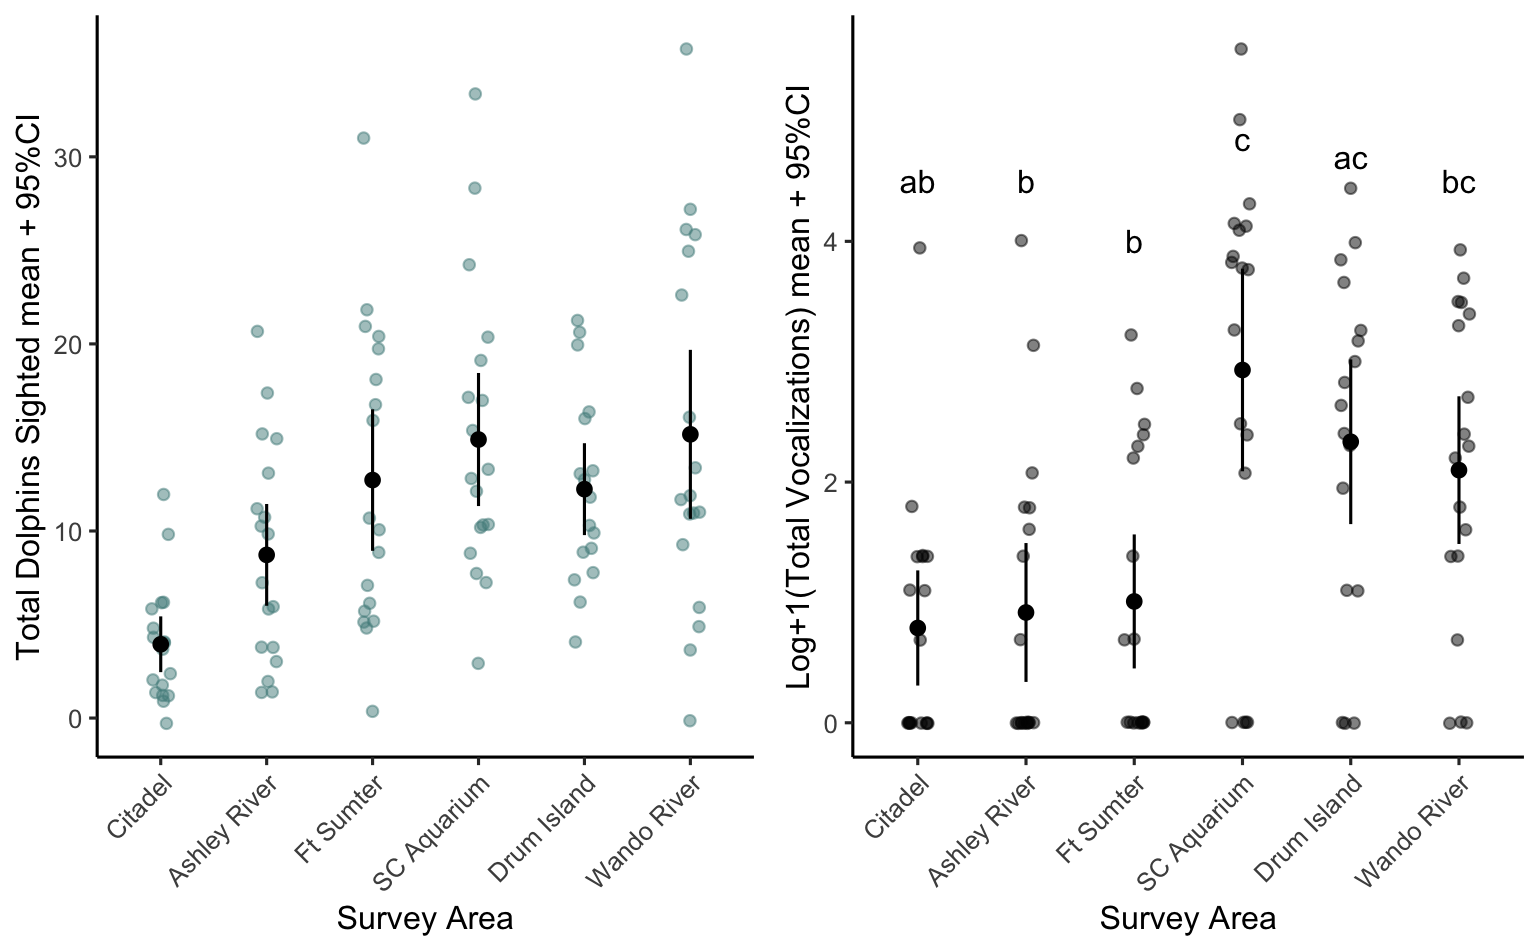 Total Dolphins Sighted mean + 95%CI
30
20
10
0
Citadel
Ashley River
Ft Sumter
SC Aquarium
Drum Island
Wando River
Survey Area
Log+1(Total Vocalizations) mean + 95%CI
4
2
0
ab
b
b
c
ac
bc
Citadel
Ashley River
Ft Sumter
SC Aquarium
Drum Island
Wando River
Survey Area